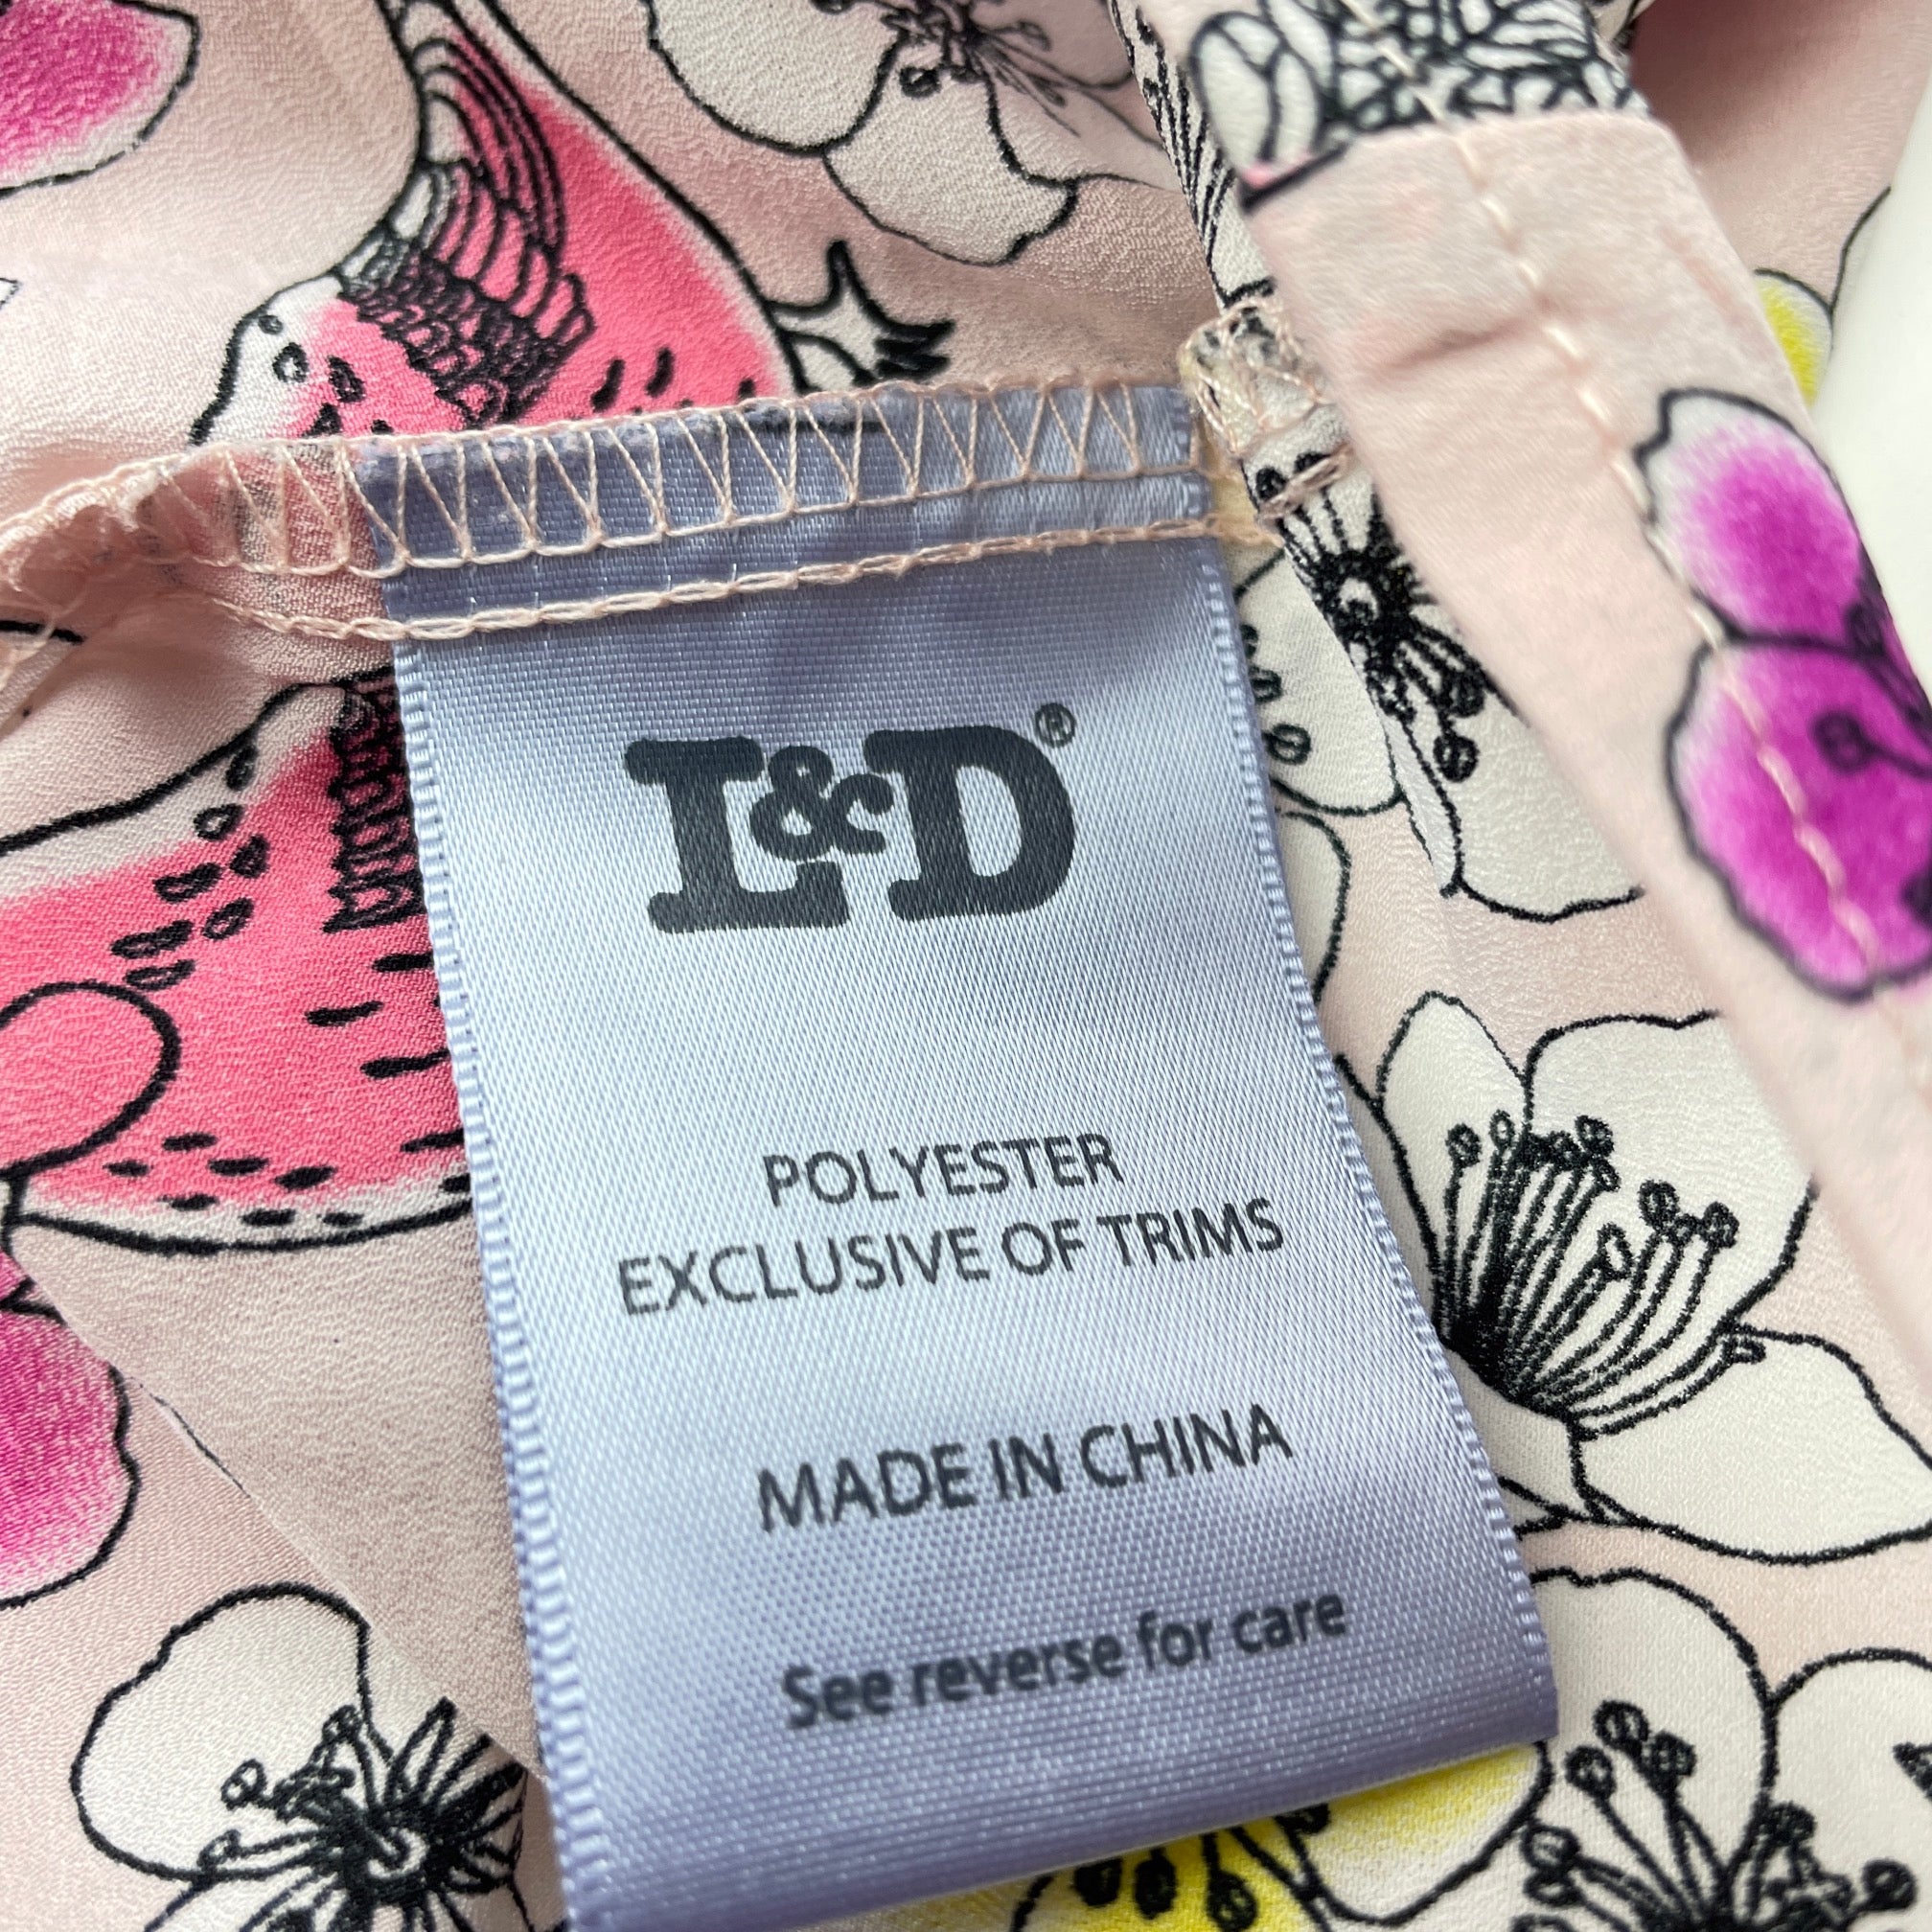 L&D®
POLYESTER
EXCLUSIVE OF TRIMS
MADE IN CHINA
See reverse for care